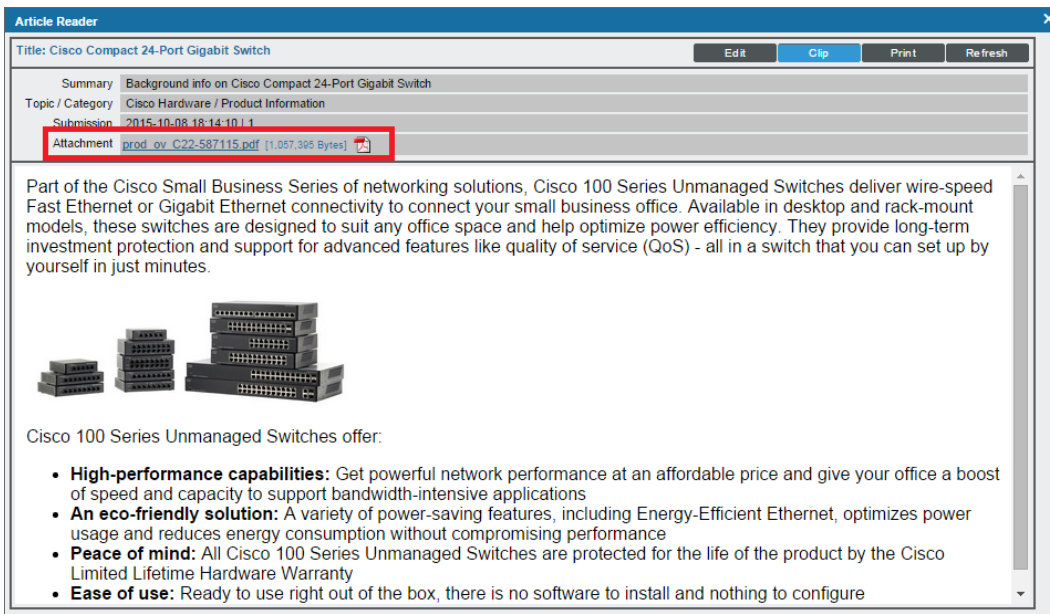 Article Reader
Title: Cisco Compact 24-Port Gigabit Switch
Edit Clip Print Refresh
Summary Background info on Cisco Compact 24-Port Gigabit Switch
Topic / Category Cisco Hardware / Product Information
Submission 2015-10-08 18:14:10 | 1
Attachment prod_ov_C22-587115.pdf [1,057,395 Bytes]
Part of the Cisco Small Business Series of networking solutions, Cisco 100 Series Unmanaged Switches deliver wire-speed
Fast Ethernet or Gigabit Ethernet connectivity to connect your small business office. Available in desktop and rack-mount
models, these switches are designed to suit any office space and help optimize power efficiency. They provide long-term
investment protection and support for advanced features like quality of service (QoS) - all in a switch that you can set up by
yourself in just minutes.
Cisco 100 Series Unmanaged Switches offer:
• High-performance capabilities: Get powerful network performance at an affordable price and give your office a boost
of speed and capacity to support bandwidth-intensive applications
• An eco-friendly solution: A variety of power-saving features, including Energy-Efficient Ethernet, optimizes power
usage and reduces energy consumption without compromising performance
• Peace of mind: All Cisco 100 Series Unmanaged Switches are protected for the life of the product by the Cisco
Limited Lifetime Hardware Warranty
• Ease of use: Ready to use right out of the box, there is no software to install and nothing to configure